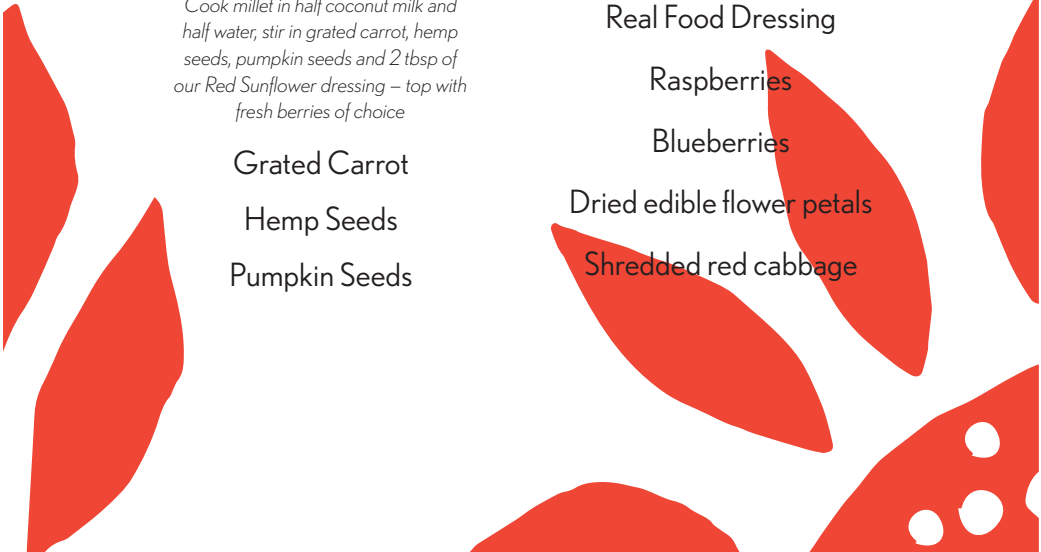 Cook millet in half coconut milk and
half water, stir in grated carrot, hemp
seeds, pumpkin seeds and 2 tbsp of
our Red Sunflower dressing – top with
fresh berries of choice
Grated Carrot
Hemp Seeds
Pumpkin Seeds
Real Food Dressing
Raspberries
Blueberries
Dried edible flower petals
Shredded red cabbage